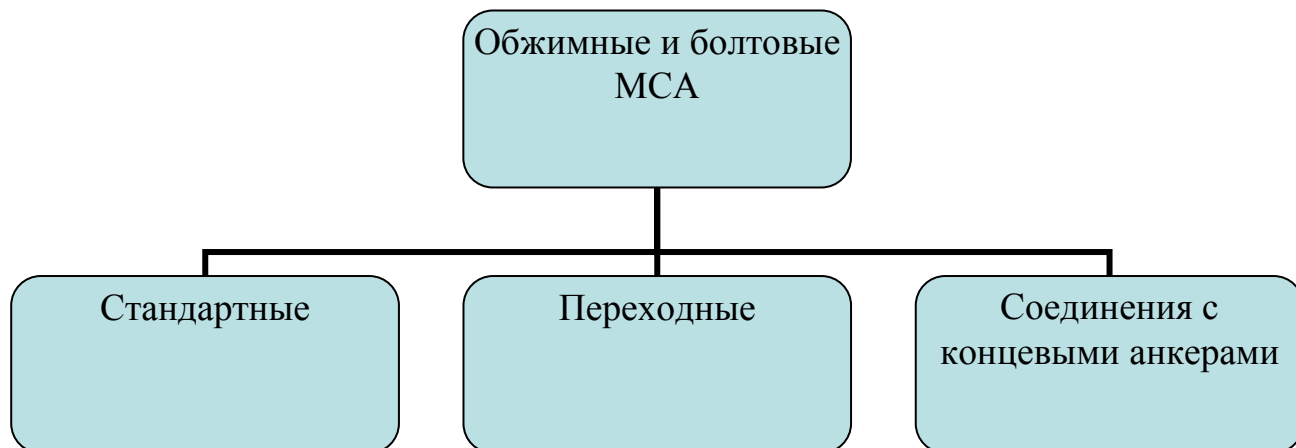 Обжимные и болтовые
МСА
Стандартные
Переходные
Соединения с
концевыми анкерами